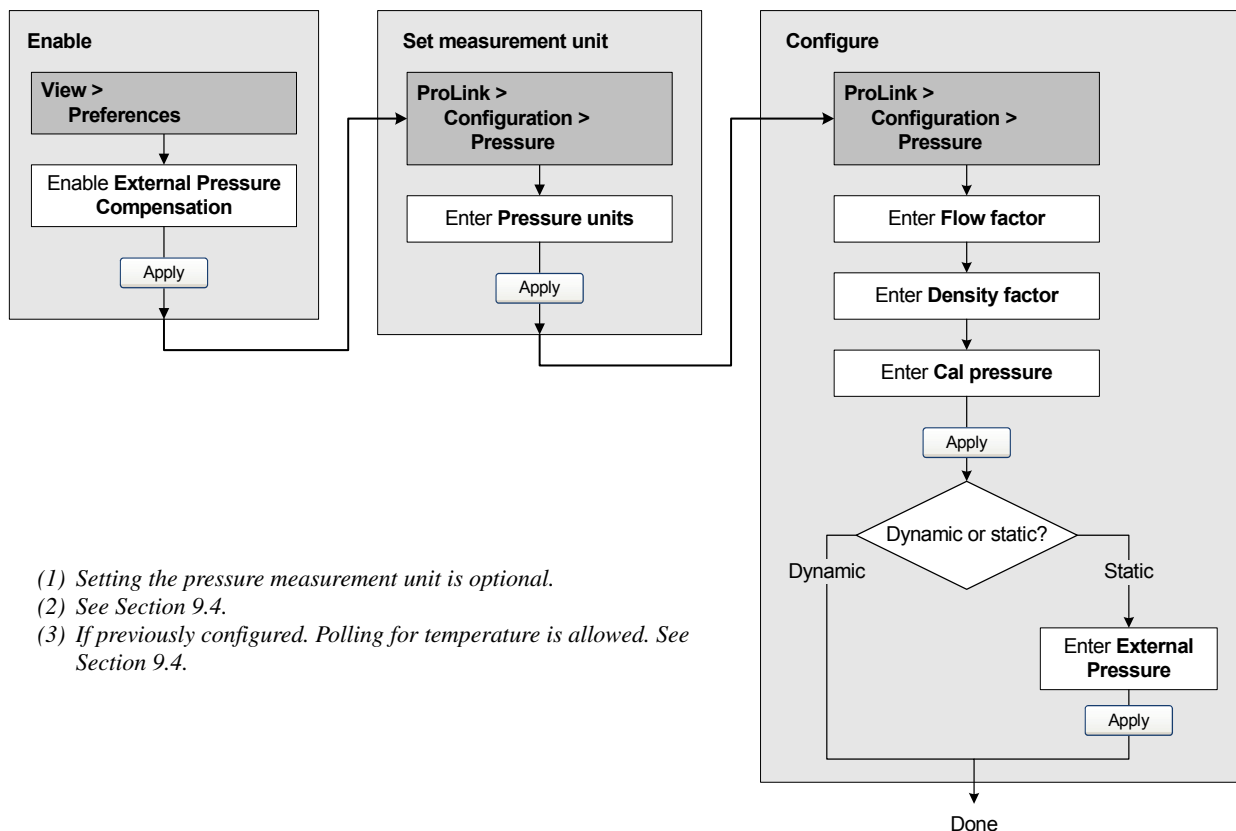 Enable
View >
Preferences
Enable External Pressure
Compensation
Apply
Set measurement unit
ProLink >
Configuration >
Pressure
Enter Pressure units
Apply
Configure
ProLink >
Configuration >
Pressure
Enter Flow factor
Enter Density factor
Enter Cal pressure
Apply
Dynamic or static?
Dynamic
Static
Enter External
Pressure
Apply
Done
(1) Setting the pressure measurement unit is optional.
(2) See Section 9.4.
(3) If previously configured. Polling for temperature is allowed. See
Section 9.4.